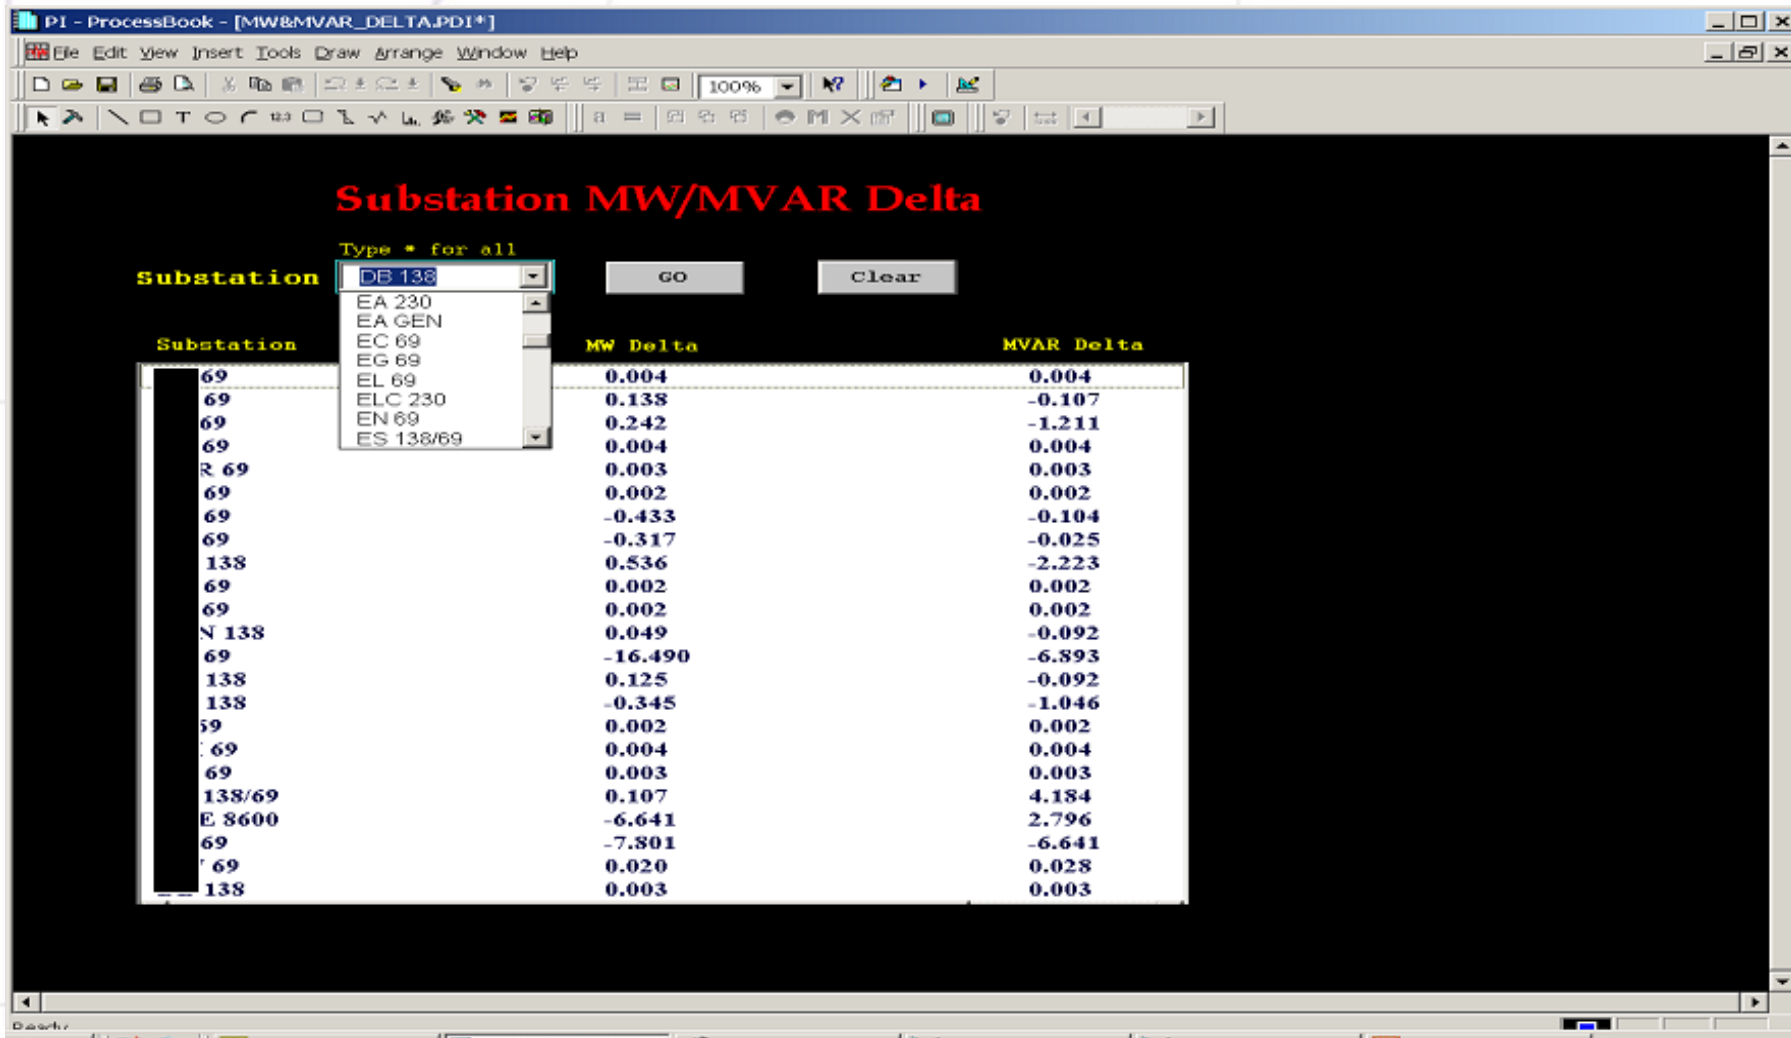 PI - ProcessBook - [MW&MVAR_DELTA.PDI*]
File Edit View Insert Tools Draw Arrange Window Help
100%
Substation MW/MVAR Delta
Type * for all
Substation DB 138 GO Clear
EA 230
EA GEN
EC 69
EG 69
EL 69
ELC 230
EN 69
ES 138/69
Substation MW Delta MVAR Delta
69 0.004 0.004
69 0.138 -0.107
69 0.242 -1.211
69 0.004 0.004
R 69 0.003 0.003
69 0.002 0.002
69 -0.433 -0.104
69 -0.317 -0.025
138 0.536 -2.223
69 0.002 0.002
69 0.002 0.002
N 138 0.049 -0.092
69 -16.490 -6.893
138 0.125 -0.092
138 -0.345 -1.046
69 0.002 0.002
69 0.004 0.004
69 0.003 0.003
138/69 0.107 4.184
E 8600 -6.641 2.796
69 -7.801 -6.641
69 0.020 0.028
138 0.003 0.003
Ready